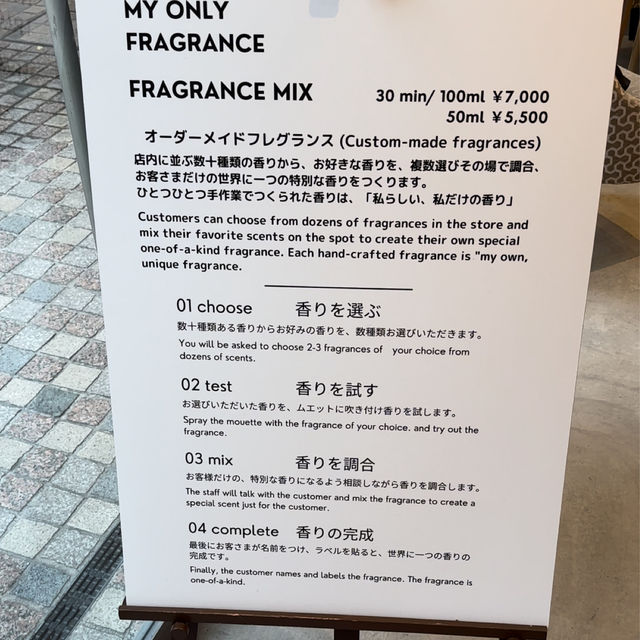 MY ONLY
FRAGRANCE
FRAGRANCE MIX
30 min/ 100ml ￥7,000
50ml ￥5,500
オーダーメイドフレグランス (Custom-made fragrances)
店内に並ぶ数十種類の香りから、お好きな香りを、複数選びその場で調合、
お客さまだけの世界に一つの特別な香りをつくります。
ひとつひとつ手作業でつくられた香りは、「私らしい、私だけの香り」
Customers can choose from dozens of fragrances in the store and
mix their favorite scents on the spot to create their own special
one-of-a-kind fragrance. Each hand-crafted fragrance is "my own,
unique fragrance.
01 choose 香りを選ぶ
数十種類ある香りからお好みの香りを、数種類お選びいただきます。
You will be asked to choose 2-3 fragrances of your choice from
dozens of scents.
02 test 香りを試す
お選びいただいた香りを、ムエットに吹き付け香りを試します。
Spray the mouette with the fragrance of your choice. and try out the
fragrance.
03 mix 香りを調合
お客様だけの、特別な香りになるよう相談しながら香りを調合します。
The staff will talk with the customer and mix the fragrance to create a
special scent just for the customer.
04 complete 香りの完成
最後にお客さまが名前をつけ、ラベルを貼ると、世界に一つの香りの
完成です。
Finally, the customer names and labels the fragrance. The fragrance is
one-of-a-kind.